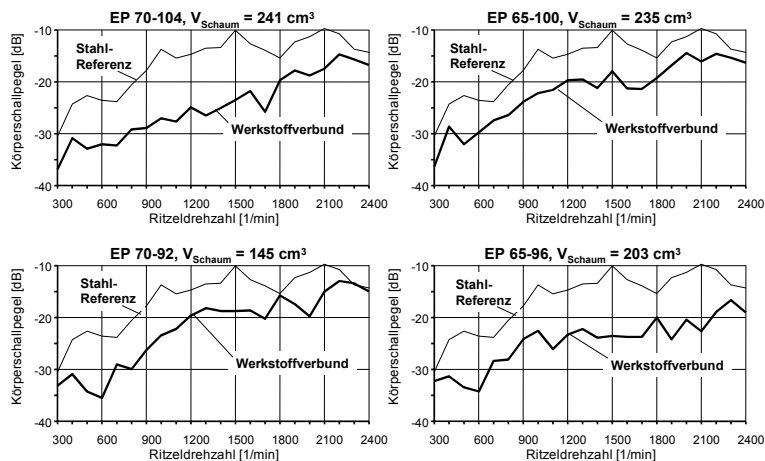 EP 70-104, V_Schaum = 241 cm³
Körperschallpegel [dB]
-10
-20
-30
-40
Stahl-
Referenz
Werkstoffverbund
300 600 900 1200 1500 1800 2100 2400
Ritzeldrehzahl [1/min]
EP 65-100, V_Schaum = 235 cm³
Körperschallpegel [dB]
-10
-20
-30
-40
Stahl-
Referenz
Werkstoffverbund
300 600 900 1200 1500 1800 2100 2400
Ritzeldrehzahl [1/min]
EP 70-92, V_Schaum = 145 cm³
Körperschallpegel [dB]
-10
-20
-30
-40
Stahl-
Referenz
Werkstoffverbund
300 600 900 1200 1500 1800 2100 2400
Ritzeldrehzahl [1/min]
EP 65-96, V_Schaum = 203 cm³
Körperschallpegel [dB]
-10
-20
-30
-40
Stahl-
Referenz
Werkstoffverbund
300 600 900 1200 1500 1800 2100 2400
Ritzeldrehzahl [1/min]